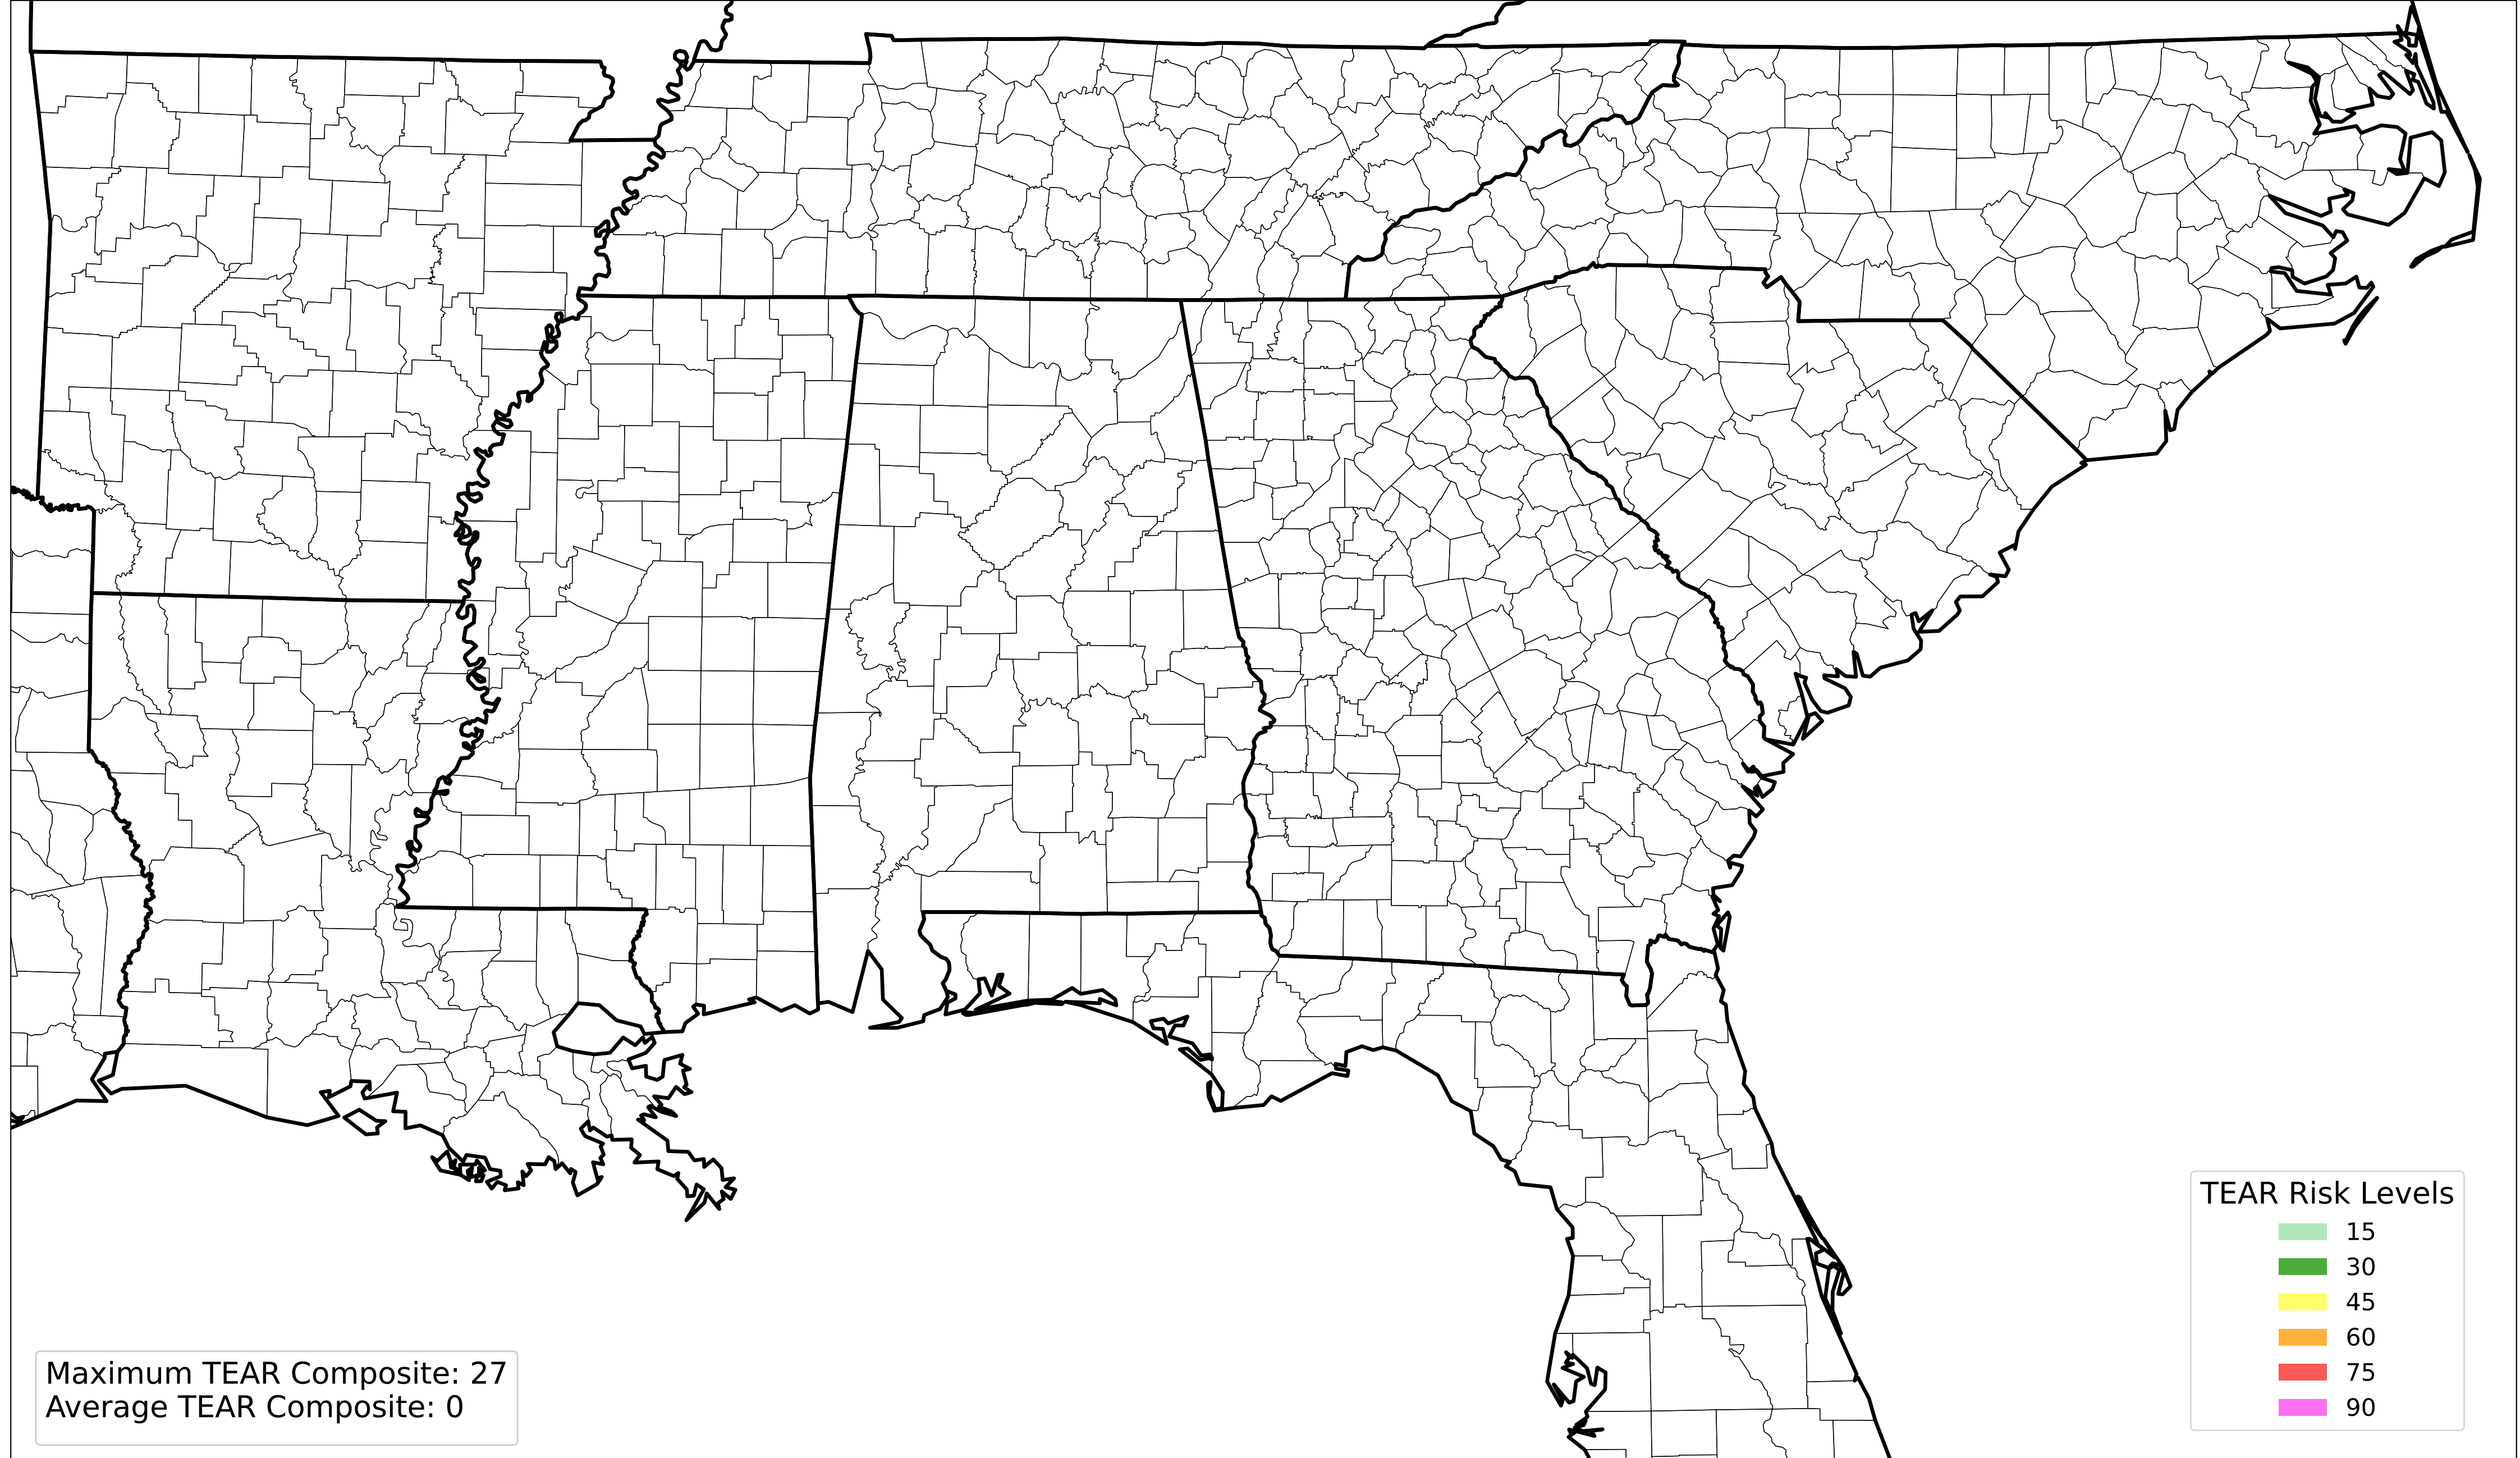 TEAR Risk Levels
15
30
45
60
75
90
Maximum TEAR Composite: 27
Average TEAR Composite: 0